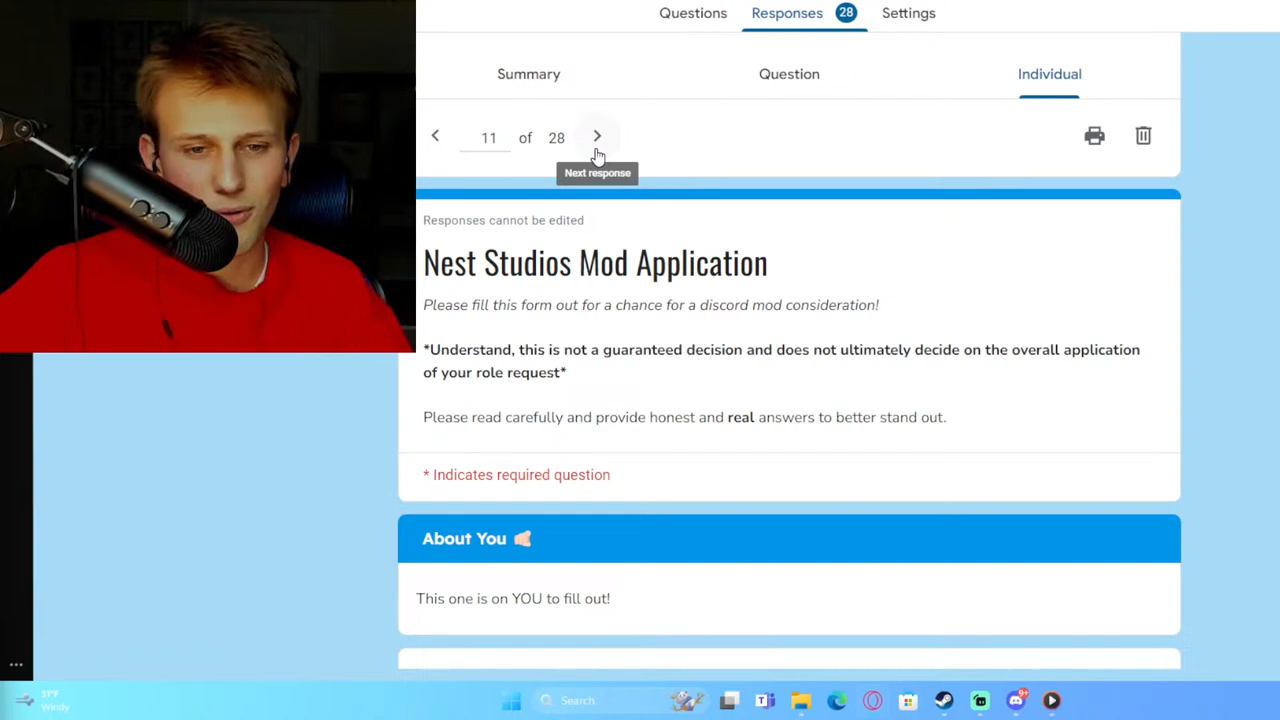 Questions Responses 28 Settings
Summary Question Individual
11 of 28
Next response
Responses cannot be edited
Nest Studios Mod Application
Please fill this form out for a chance for a discord mod consideration!
*Understand, this is not a guaranteed decision and does not ultimately decide on the overall application
of your role request*
Please read carefully and provide honest and real answers to better stand out.
* Indicates required question
About You
This one is on YOU to fill out!
51°F
Windy
Search